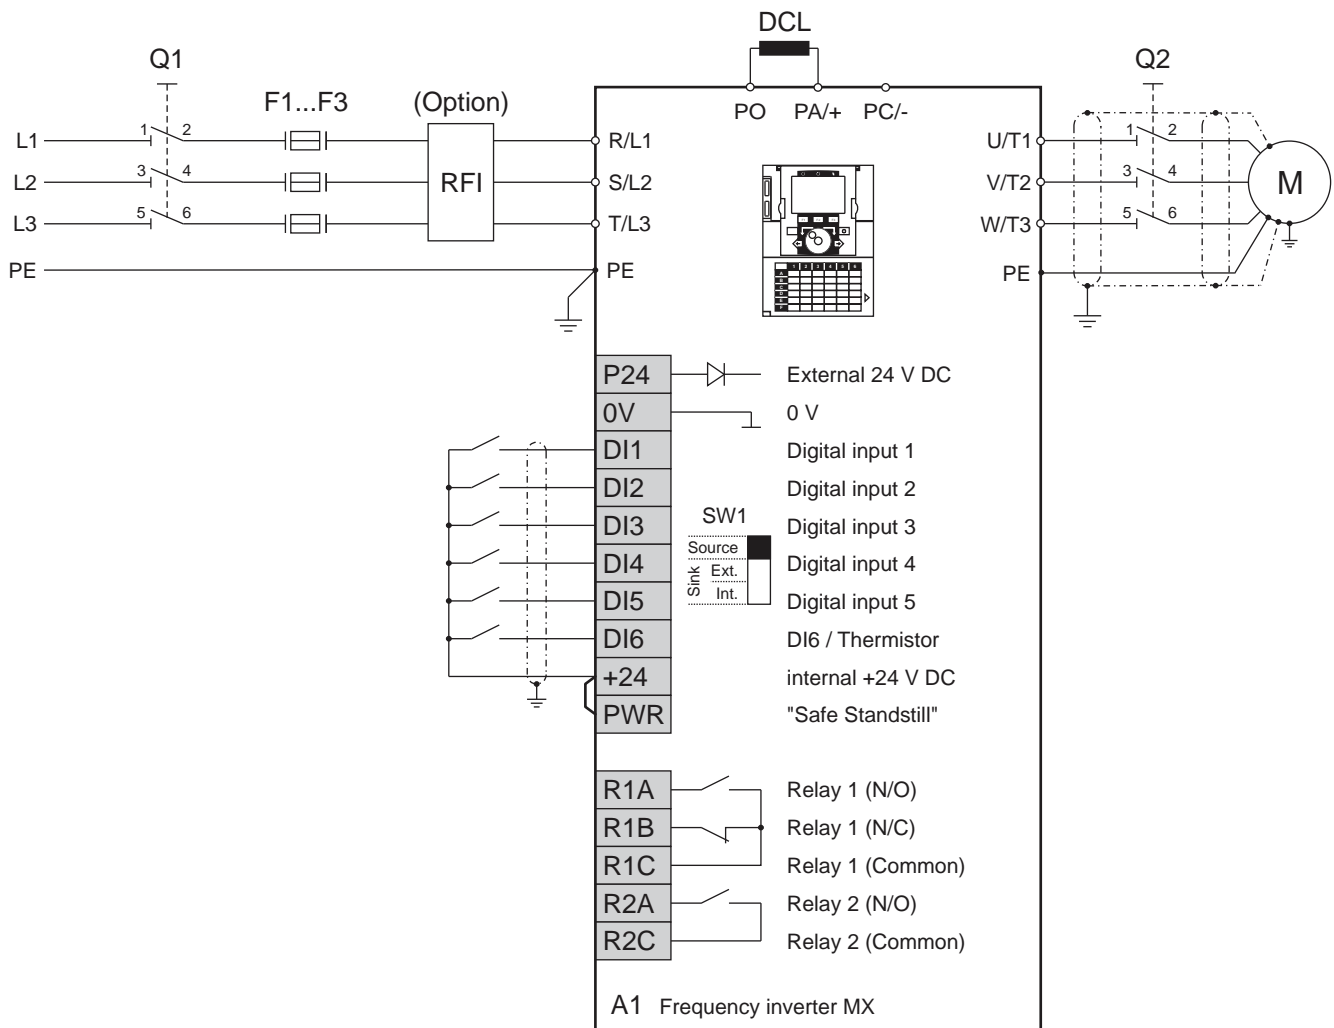 DCL
Q1
Q2
F1...F3
(Option)
PO PA/+ PC/-
L1 1 2 R/L1 U/T1 1 2
L2 3 4 RFI S/L2 V/T2 3 4 M
L3 5 6 T/L3 W/T3 5 6
PE PE PE
P24 External 24 V DC
0V 0 V
DI1 Digital input 1
DI2 Digital input 2
SW1
DI3 Digital input 3
Source
DI4 Digital input 4
Sink Ext.
Int.
DI5 Digital input 5
DI6 DI6 / Thermistor
+24 internal +24 V DC
PWR "Safe Standstill"
R1A Relay 1 (N/O)
R1B Relay 1 (N/C)
R1C Relay 1 (Common)
R2A Relay 2 (N/O)
R2C Relay 2 (Common)
A1 Frequency inverter MX